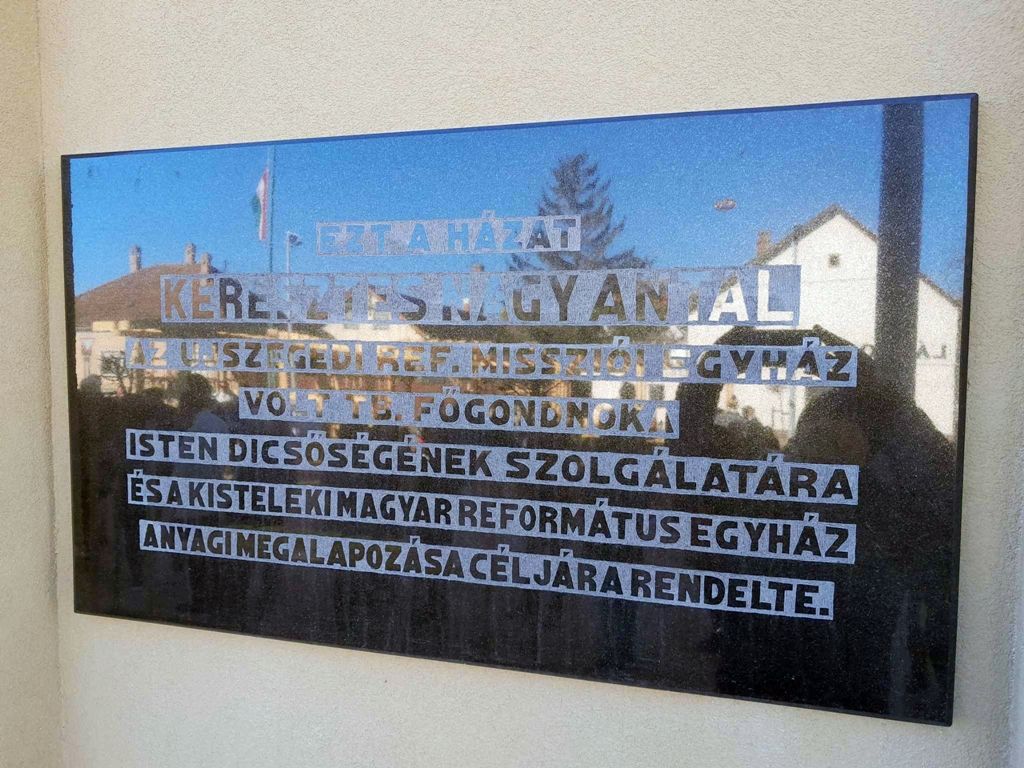 EZT A HÁZAT
KERESZTES NAGY ANTAL
AZ UJSZEGEDI REF. MISSZIÓI EGYHÁZ
VOLT TB. FŐGONDNOKA
ISTEN DICSŐSÉGÉNEK SZOLGÁLATÁRA
ÉS A KISTELEKI MAGYAR REFORMÁTUS EGYHÁZ
ANYAGI MEGALAPOZÁSA CÉLJÁRA RENDELTE.